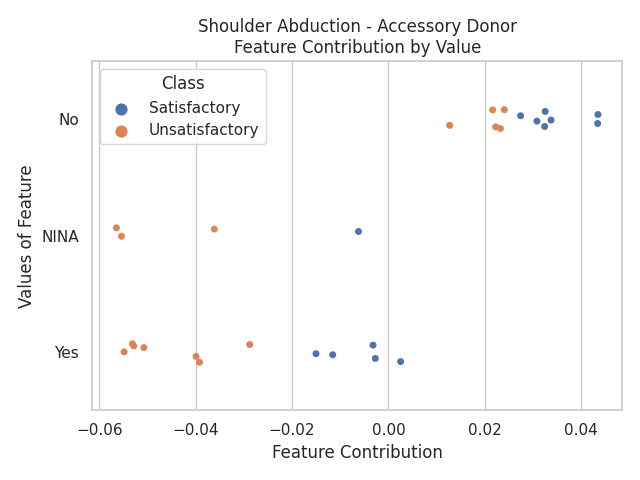 Shoulder Abduction - Accessory Donor
Feature Contribution by Value
Class
Satisfactory
Unsatisfactory
No
NINA
Yes
Values of Feature
−0.06 −0.04 −0.02 0.00 0.02 0.04
Feature Contribution